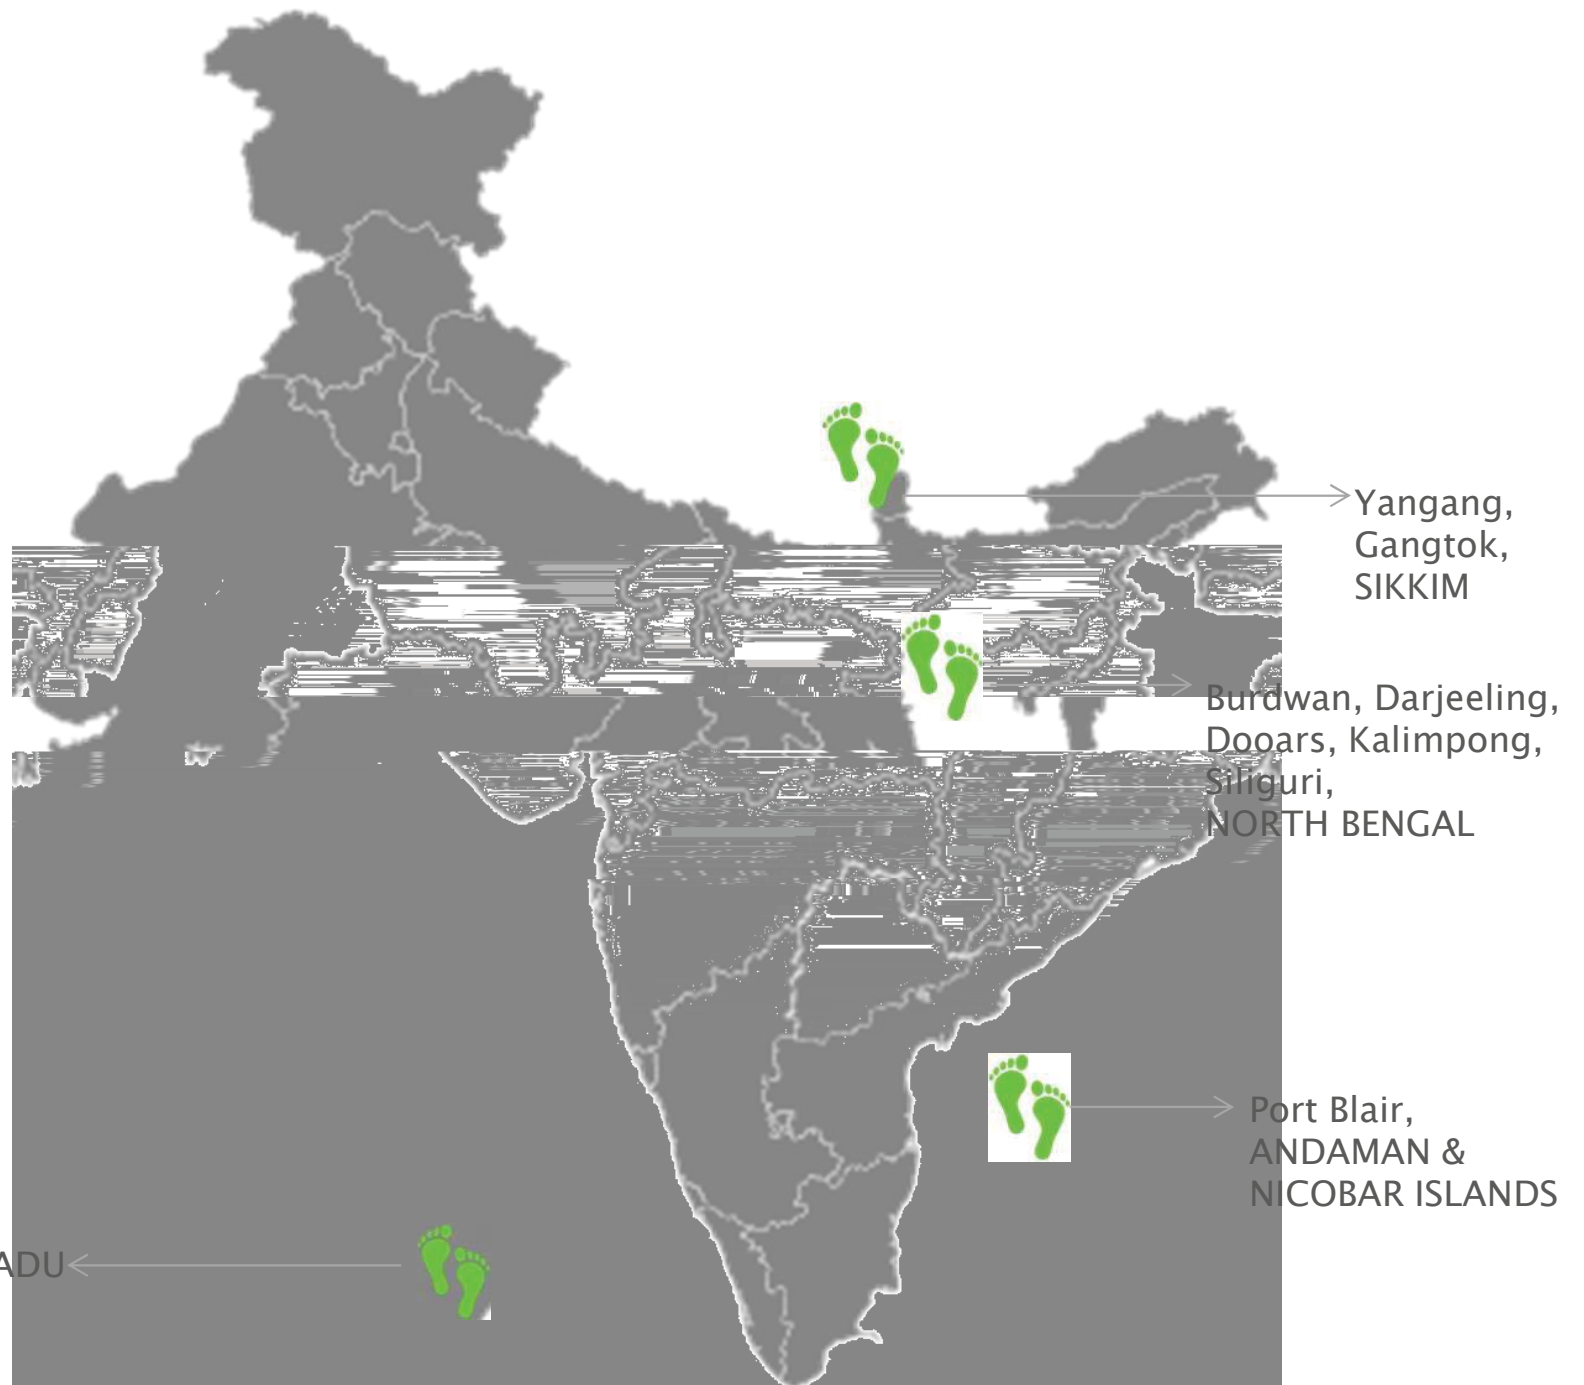 Yangang,
Gangtok,
SIKKIM
Burdwan, Darjeeling,
Dooars, Kalimpong,
Siliguri,
NORTH BENGAL
Port Blair,
ANDAMAN &
NICOBAR ISLANDS
ADU